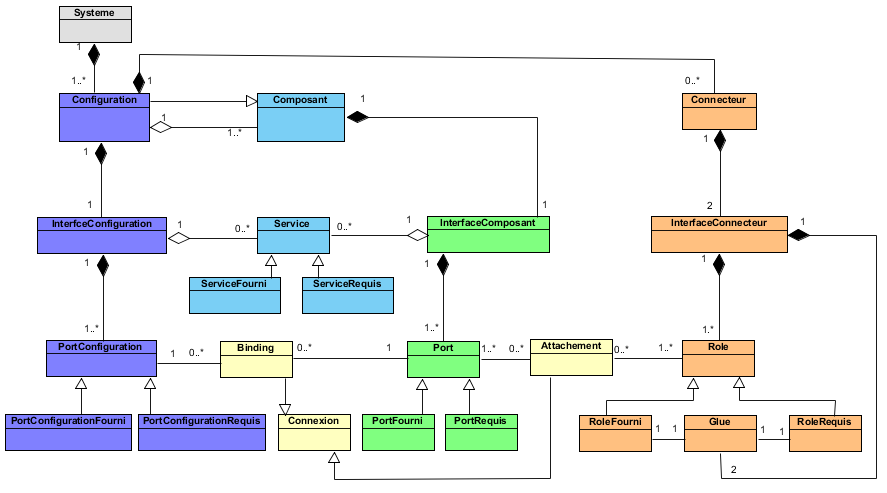 Systeme
1
1..*
1
0..*
Configuration
Composant
1
Connecteur
1
1..*
1
1
1
1
2
InterfceConfiguration
1
0..*
Service
0..*
1
InterfaceComposant
InterfaceConnecteur
1
1
1
1
ServiceFourni
ServiceRequis
1..*
1..*
1.*
PortConfiguration
1
0..*
Binding
0..*
1
Port
1..*
0..*
Attachement
0..*
1..*
Role
PortConfigurationFourni
PortConfigurationRequis
Connexion
PortFourni
PortRequis
RoleFourni
1
1
Glue
1
1
RoleRequis
2